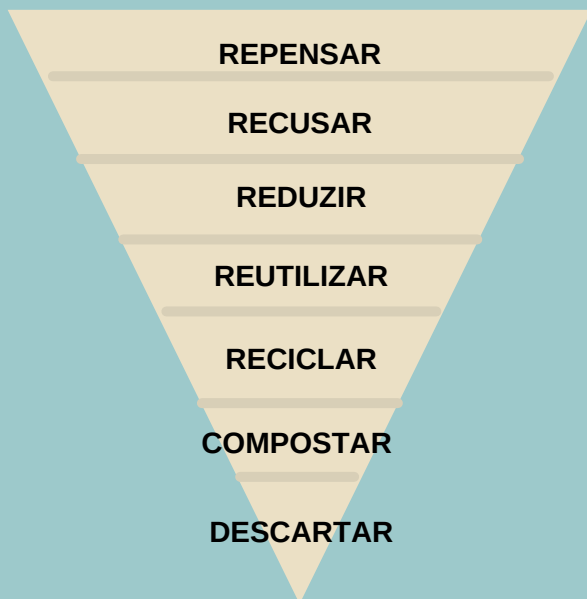 REPENSAR
RECUSAR
REDUZIR
REUTILIZAR
RECICLAR
COMPOSTAR
DESCARTAR